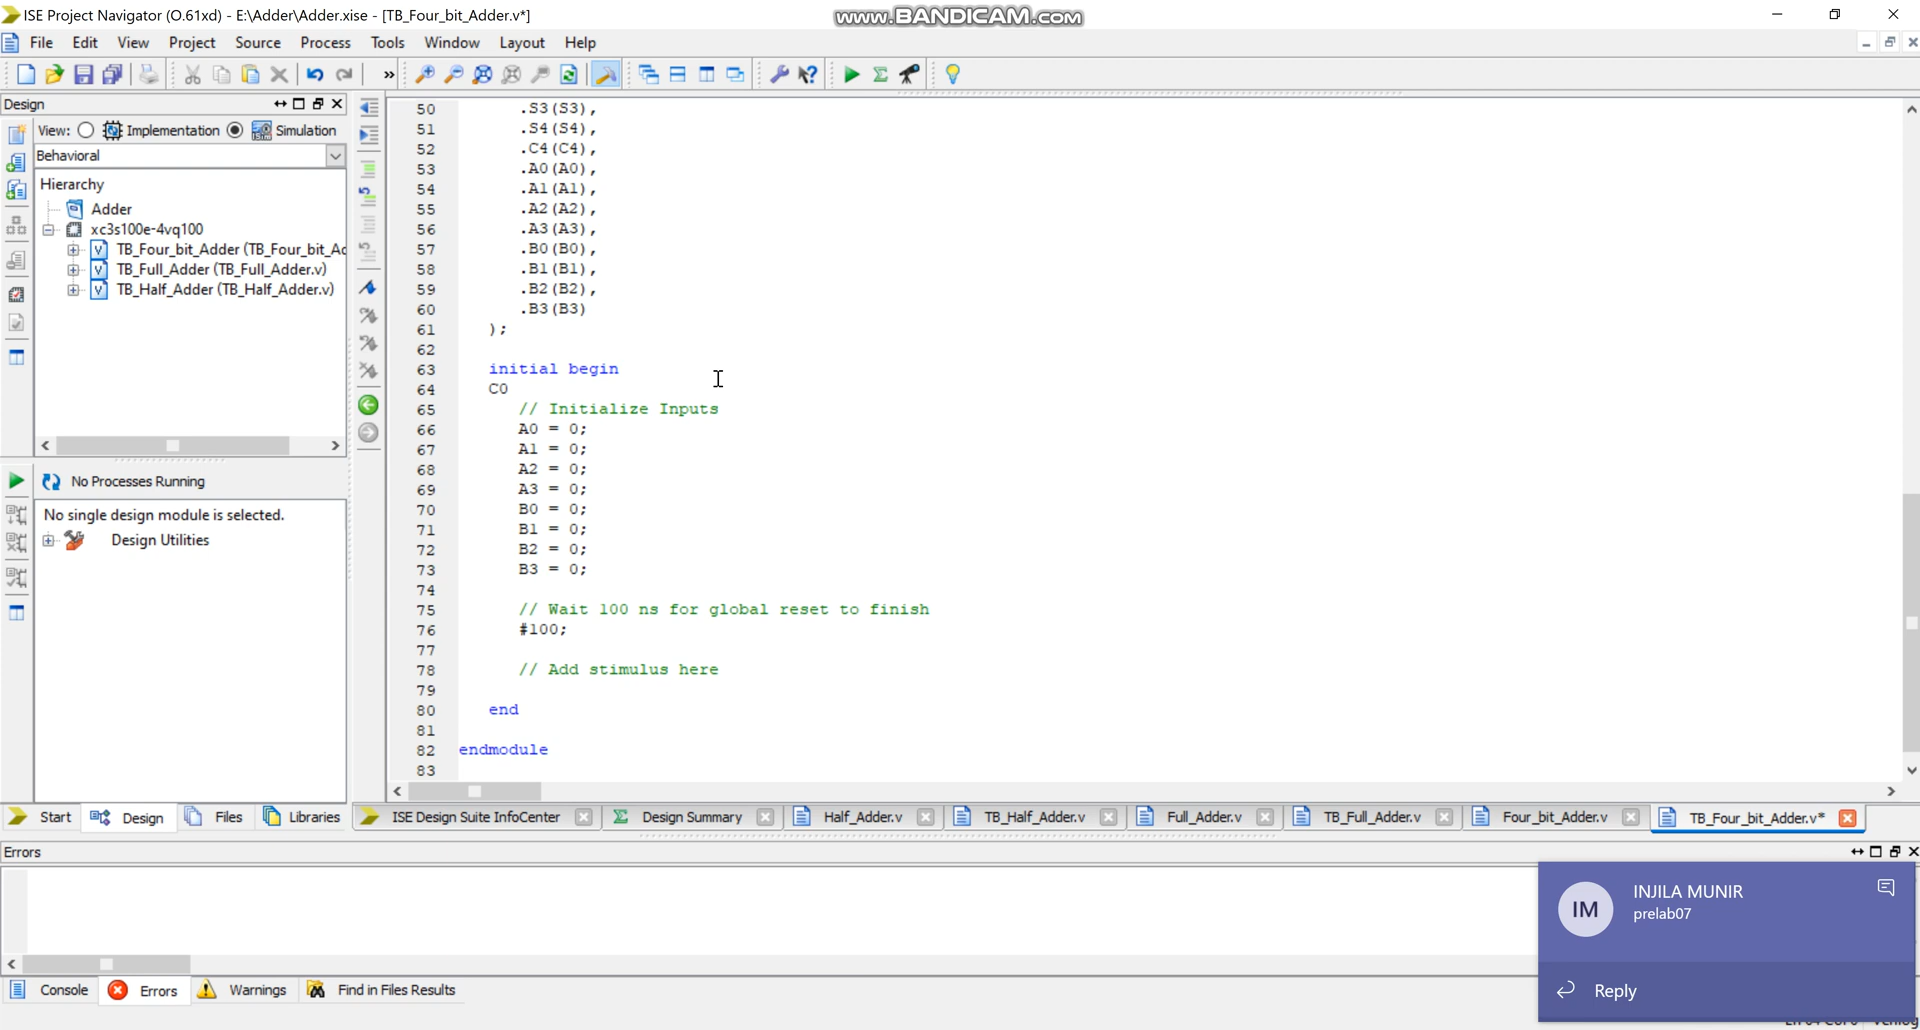 ISE Project Navigator (O.61xd) - E:\Adder\Adder.xise - [TB_Four_bit_Adder.v*]
www.BANDICAM.com
File Edit View Project Source Process Tools Window Layout Help
»
Design
View: Implementation Simulation
Behavioral
Hierarchy
Adder
xc3s100e-4vq100
TB_Four_bit_Adder (TB_Four_bit_Ad
TB_Full_Adder (TB_Full_Adder.v)
TB_Half_Adder (TB_Half_Adder.v)
No Processes Running
No single design module is selected.
Design Utilities
Start Design Files Libraries
50 .S3(S3),
51 .S4(S4),
52 .C4(C4),
53 .A0(A0),
54 .A1(A1),
55 .A2(A2),
56 .A3(A3),
57 .B0(B0),
58 .B1(B1),
59 .B2(B2),
60 .B3(B3)
61 );
62
63 initial begin
64 C0
65 // Initialize Inputs
66 A0 = 0;
67 A1 = 0;
68 A2 = 0;
69 A3 = 0;
70 B0 = 0;
71 B1 = 0;
72 B2 = 0;
73 B3 = 0;
74
75 // Wait 100 ns for global reset to finish
76 #100;
77
78 // Add stimulus here
79
80 end
81
82 endmodule
83
ISE Design Suite InfoCenter Design Summary Half_Adder.v TB_Half_Adder.v Full_Adder.v TB_Full_Adder.v Four_bit_Adder.v TB_Four_bit_Adder.v*
Errors
Console Errors Warnings Find in Files Results
IM
INJILA MUNIR
prelab07
Reply